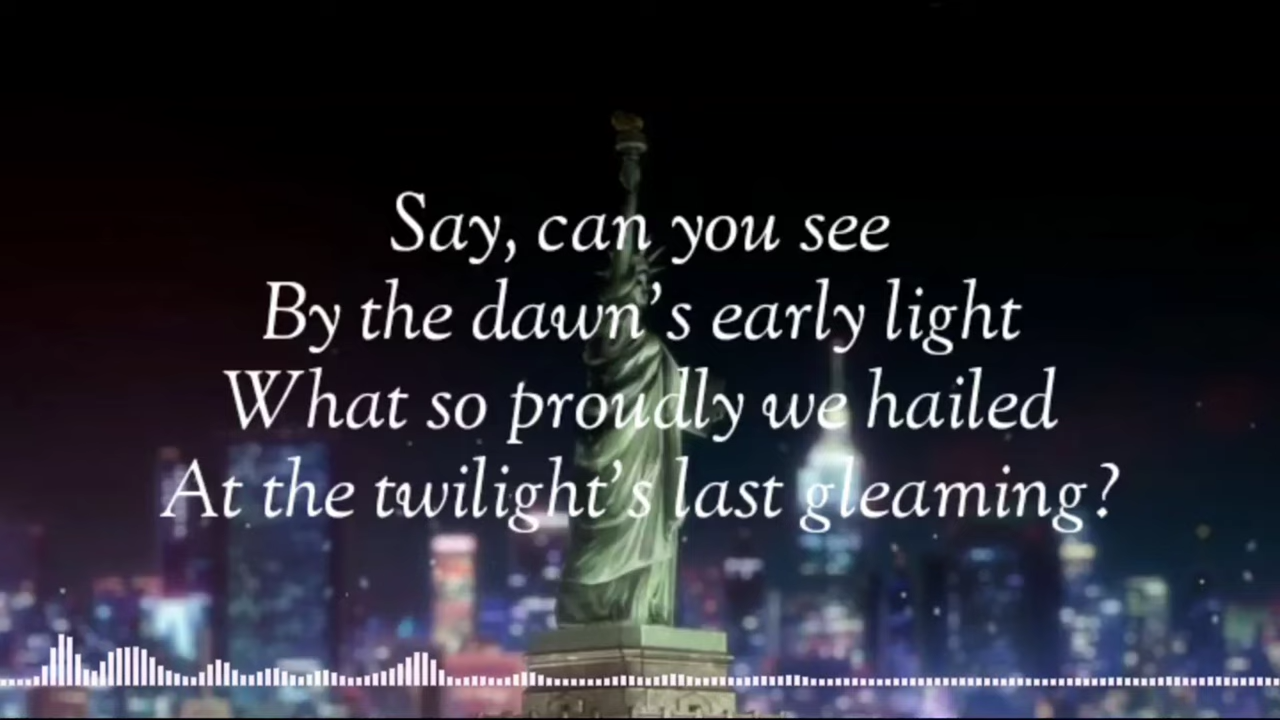 Say, can you see
By the dawn’s early light
What so proudly we hailed
At the twilight’s last gleaming?